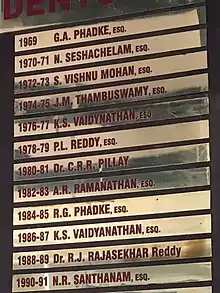 DENTS
1969 G.A. PHADKE, ESQ.
1970-71 N. SESHACHELAM, ESQ.
1972-73 S. VISHNU MOHAN, ESQ.
1974-75 J.M. THAMBUSWAMY, ESQ.
1976-77 K.S. VAIDYNATHAN, ESQ.
1978-79 P.L. REDDY, ESQ.
1980-81 Dr. C.R.R. PILLAY
1982-83 A.R. RAMANATHAN, ESQ.
1984-85 R.G. PHADKE, ESQ.
1986-87 K.S. VAIDYANATHAN, ESQ.
1988-89 Dr. R.J. RAJASEKHAR Reddy
1990-91 N.R. SANTHANAM, ESQ.